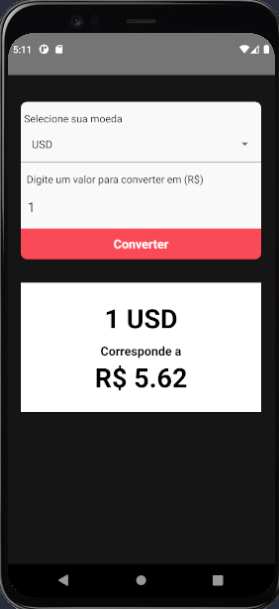 5:11
Selecione sua moeda
USD
Digite um valor para converter em (R$)
1
Converter
1 USD
Corresponde a
R$ 5.62